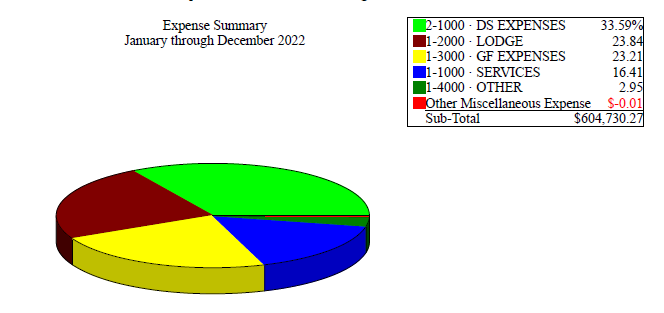 Expense Summary
January through December 2022
2-1000 · DS EXPENSES 33.59%
1-2000 · LODGE 23.84
1-3000 · GF EXPENSES 23.21
1-1000 · SERVICES 16.41
1-4000 · OTHER 2.95
Other Miscellaneous Expense $-0.01
Sub-Total $604,730.27